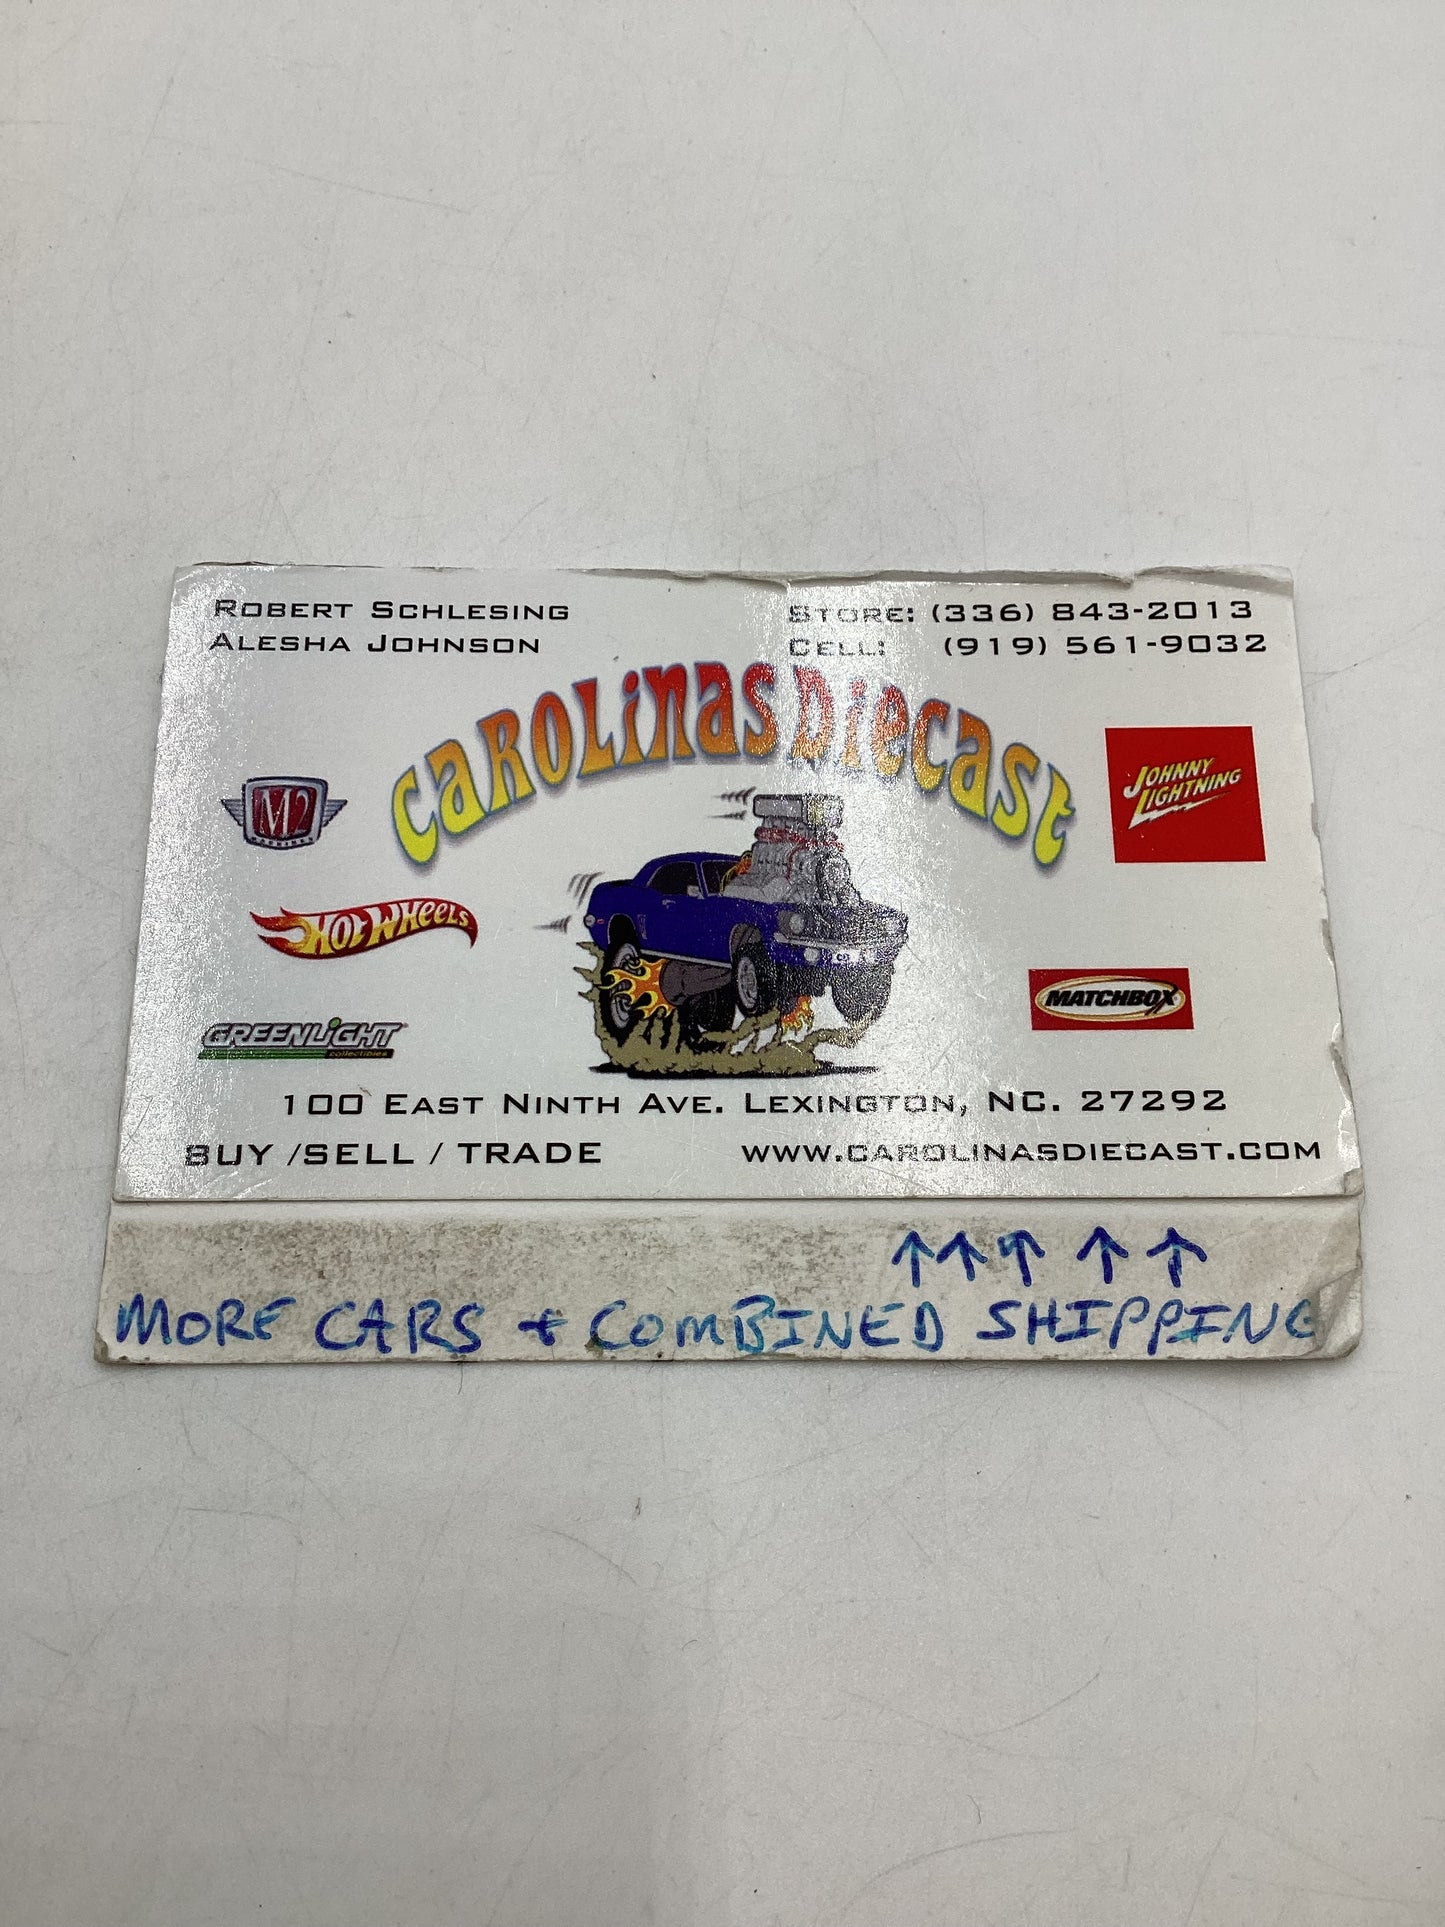 ROBERT SCHLESING
ALESHA JOHNSON
STORE: (336) 843-2013
CELL: (919) 561-9032
CAROLINAS DIECAST
M2
MACHINES
JOHNNY
LIGHTNING
HOT WHEELS
MATCHBOX
GREENLIGHT
collectibles
100 EAST NINTH AVE. LEXINGTON, NC. 27292
BUY /SELL / TRADE
WWW.CAROLINASDIECAST.COM
↑ ↑ ↑ ↑ ↑
MORE CARS + COMBINED SHIPPING